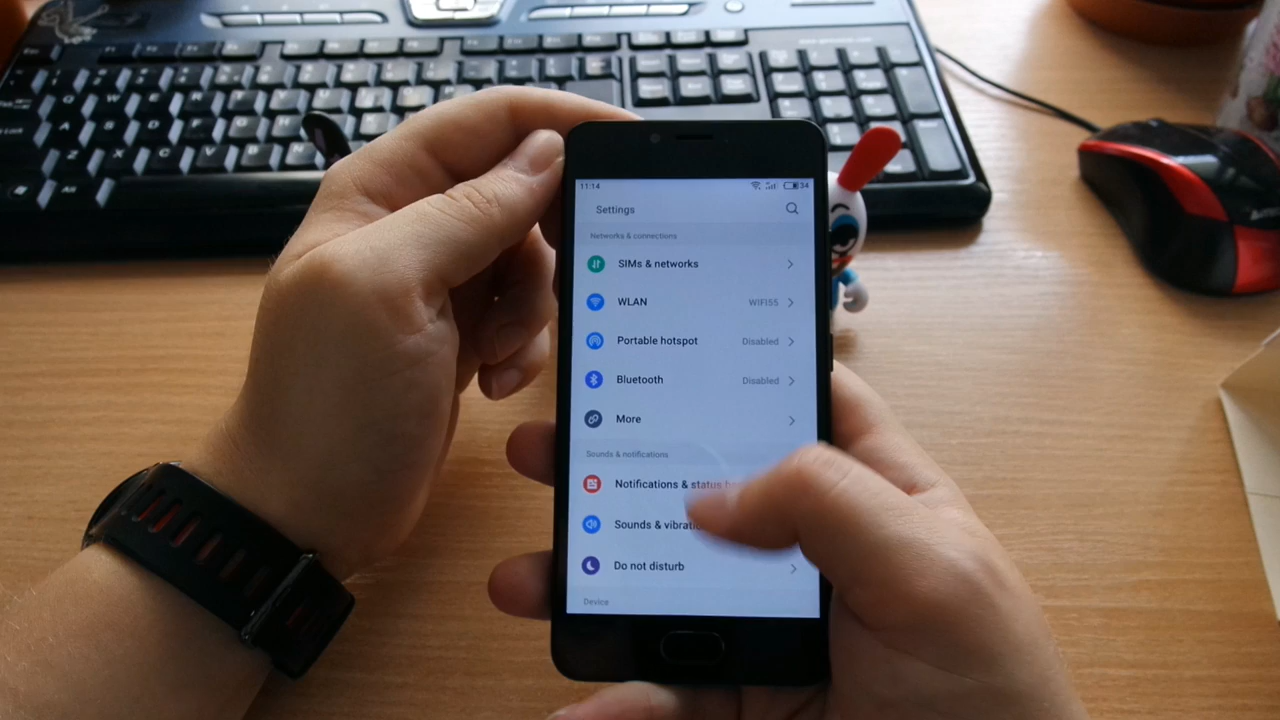 11:14
34
Settings
Networks & connections
SIMs & networks
WLAN WIFI55
Portable hotspot Disabled
Bluetooth Disabled
More
Sounds & notifications
Notifications & status
Sounds &
Do not disturb
Device